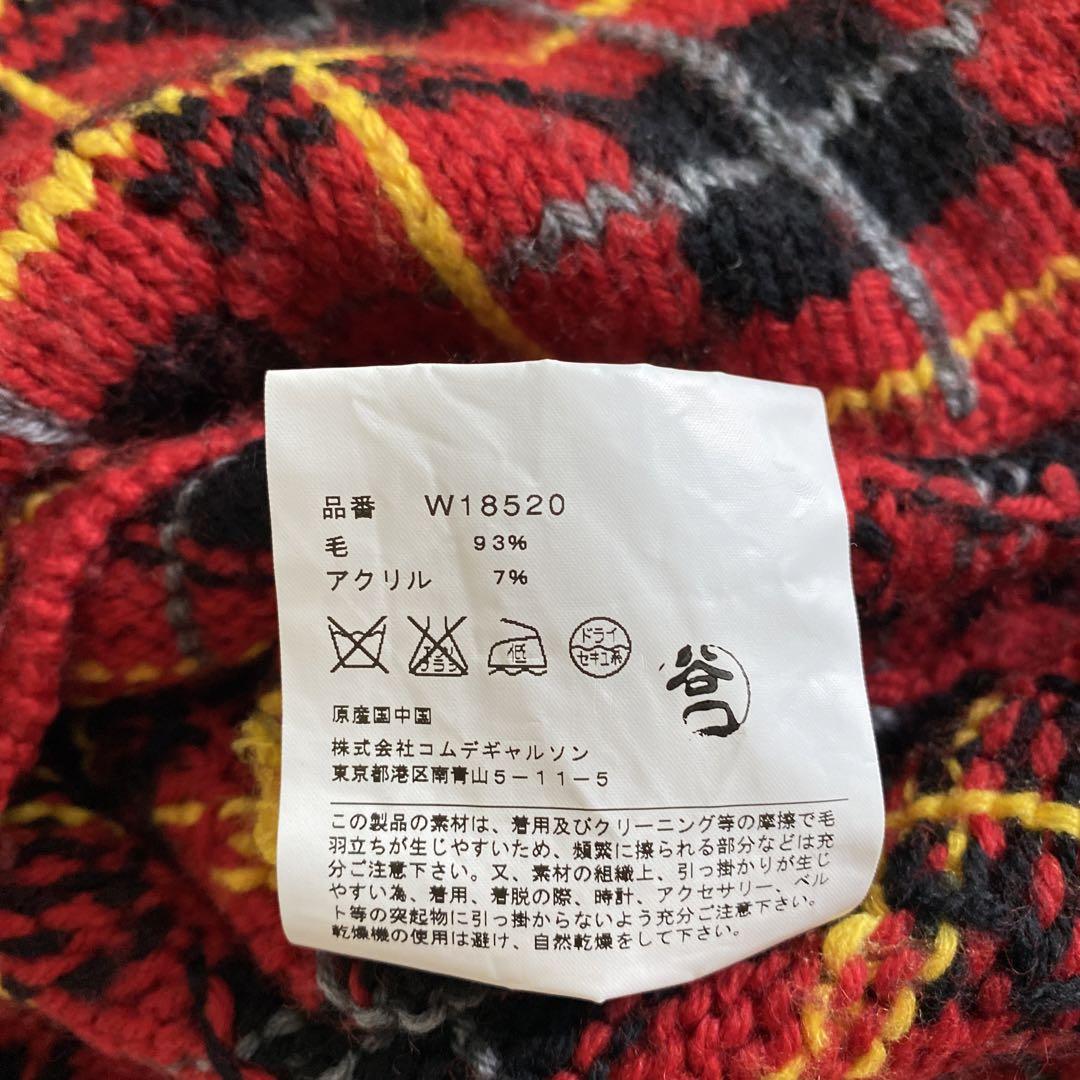 品番 W18520
毛 93%
アクリル 7%
エンソ サラシ 低 ドライ セキユ系
谷口
原産国中国
株式会社コムデギャルソン
東京都港区南青山5-11-5
この製品の素材は、着用及びクリーニング等の摩擦で毛
羽立ちが生じやすいため、頻繁に擦られる部分などは充
分ご注意下さい。又、素材の組織上、引っ掛かりが生じ
やすい為、着用、着脱の際、時計、アクセサリー、ベル
ト等の突起物に引っ掛からないよう充分ご注意下さい。
乾燥機の使用は避け、自然乾燥をして下さい。